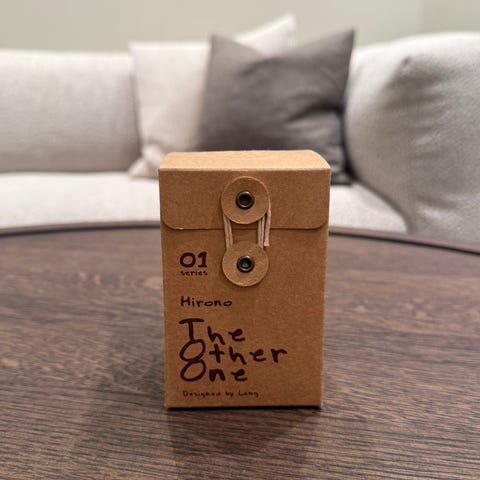 01
series
Hirono
The
Other
One
Designed by Lang